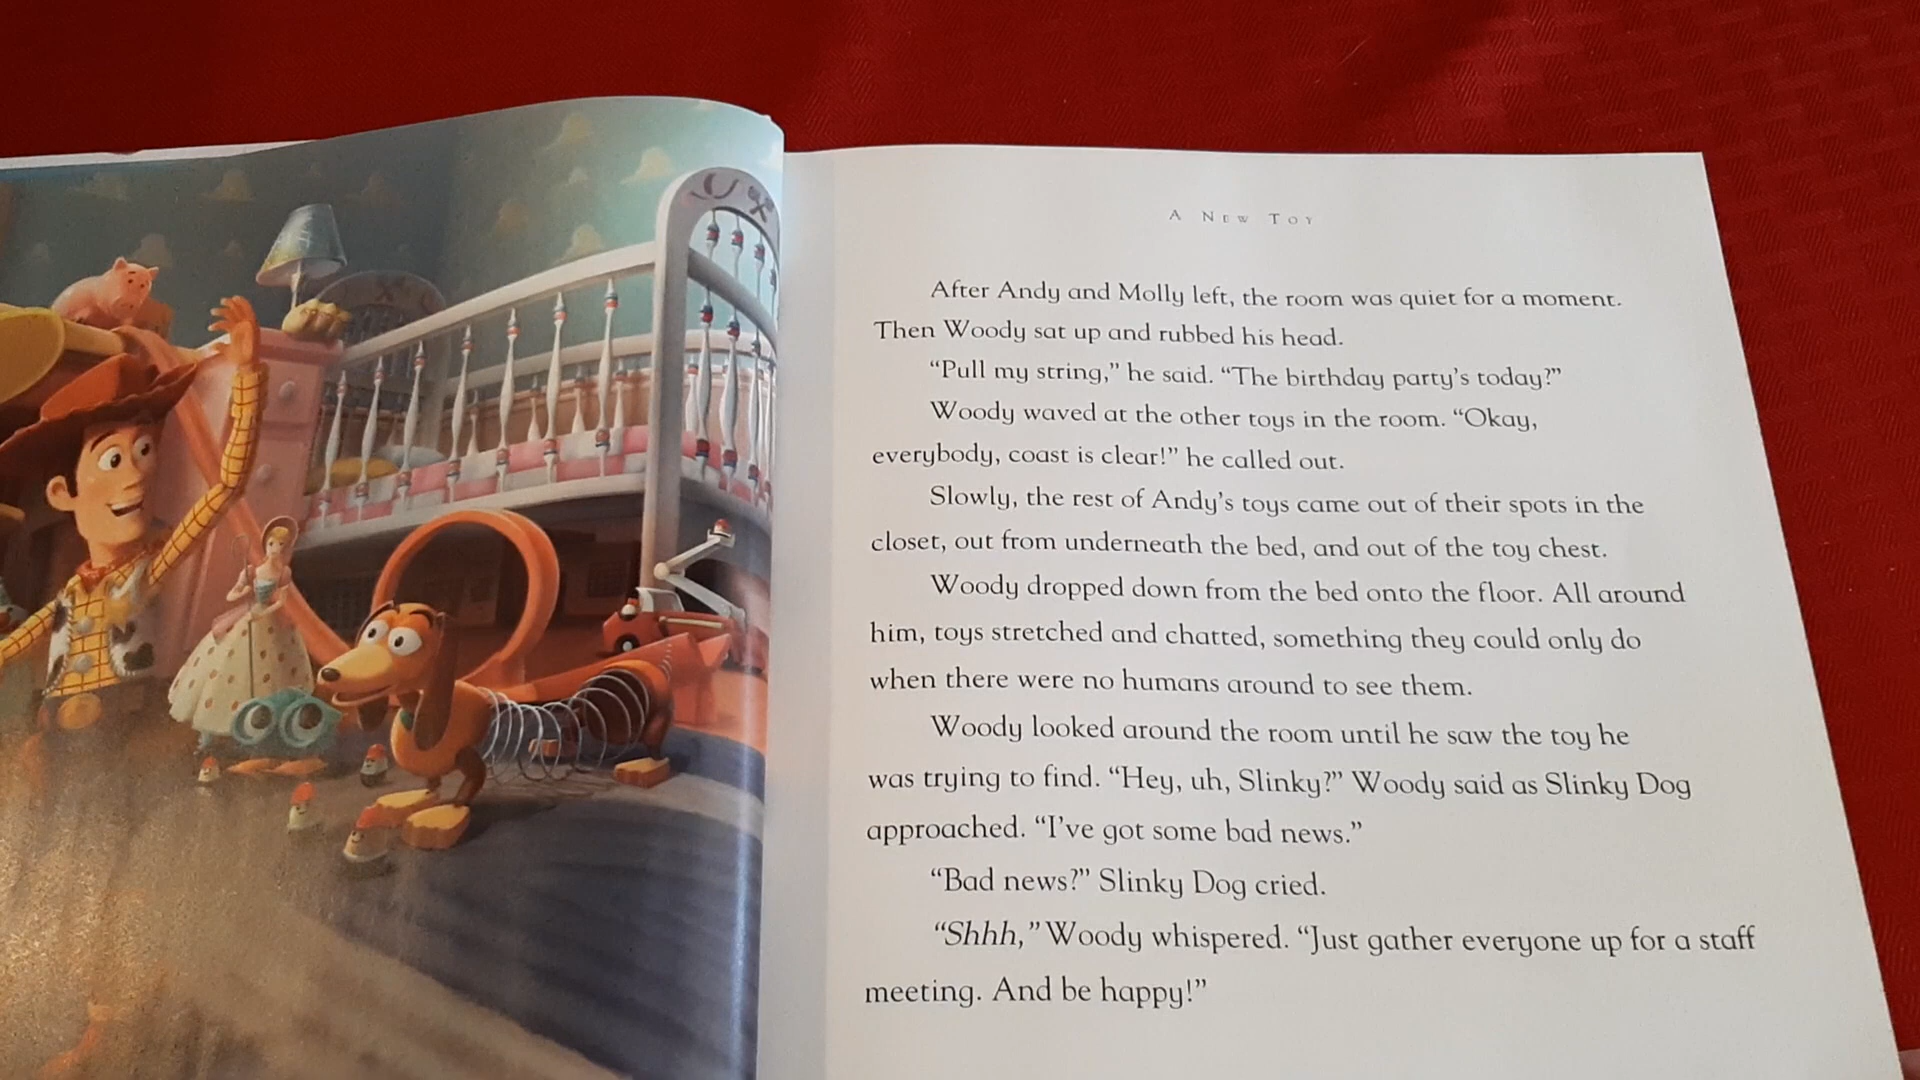 A New Toy
After Andy and Molly left, the room was quiet for a moment.
Then Woody sat up and rubbed his head.
“Pull my string,” he said. “The birthday party’s today?”
Woody waved at the other toys in the room. “Okay,
everybody, coast is clear!” he called out.
Slowly, the rest of Andy’s toys came out of their spots in the
closet, out from underneath the bed, and out of the toy chest.
Woody dropped down from the bed onto the floor. All around
him, toys stretched and chatted, something they could only do
when there were no humans around to see them.
Woody looked around the room until he saw the toy he
was trying to find. “Hey, uh, Slinky?” Woody said as Slinky Dog
approached. “I’ve got some bad news.”
“Bad news?” Slinky Dog cried.
“Shhh,” Woody whispered. “Just gather everyone up for a staff
meeting. And be happy!”